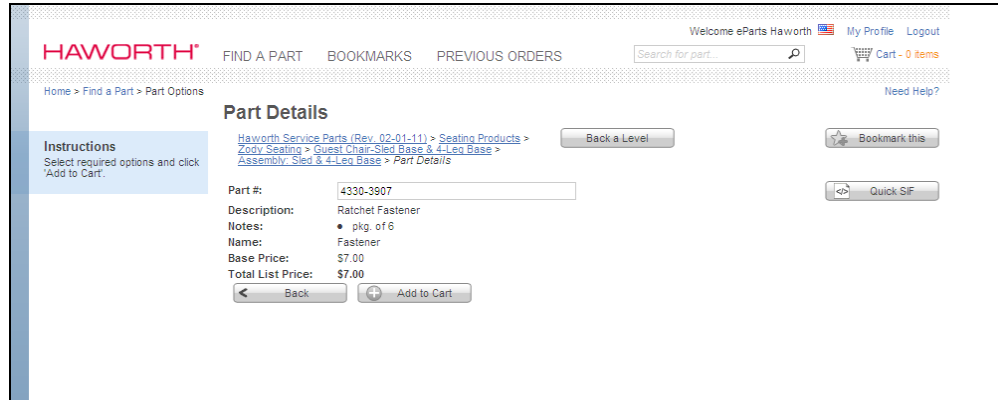 Welcome eParts Haworth My Profile Logout
HAWORTH®
FIND A PART BOOKMARKS PREVIOUS ORDERS
Search for part...
Cart - 0 items
Home > Find a Part > Part Options
Need Help?
Part Details
Instructions
Select required options and click
'Add to Cart'.
Haworth Service Parts (Rev. 02-01-11) > Seating Products >
Zody Seating > Guest Chair-Sled Base & 4-Leg Base >
Assembly: Sled & 4-Leg Base > Part Details
Back a Level
Bookmark this
Part #: 4330-3907
Quick SIF
Description: Ratchet Fastener
Notes: • pkg. of 6
Name: Fastener
Base Price: $7.00
Total List Price: $7.00
< Back
Add to Cart